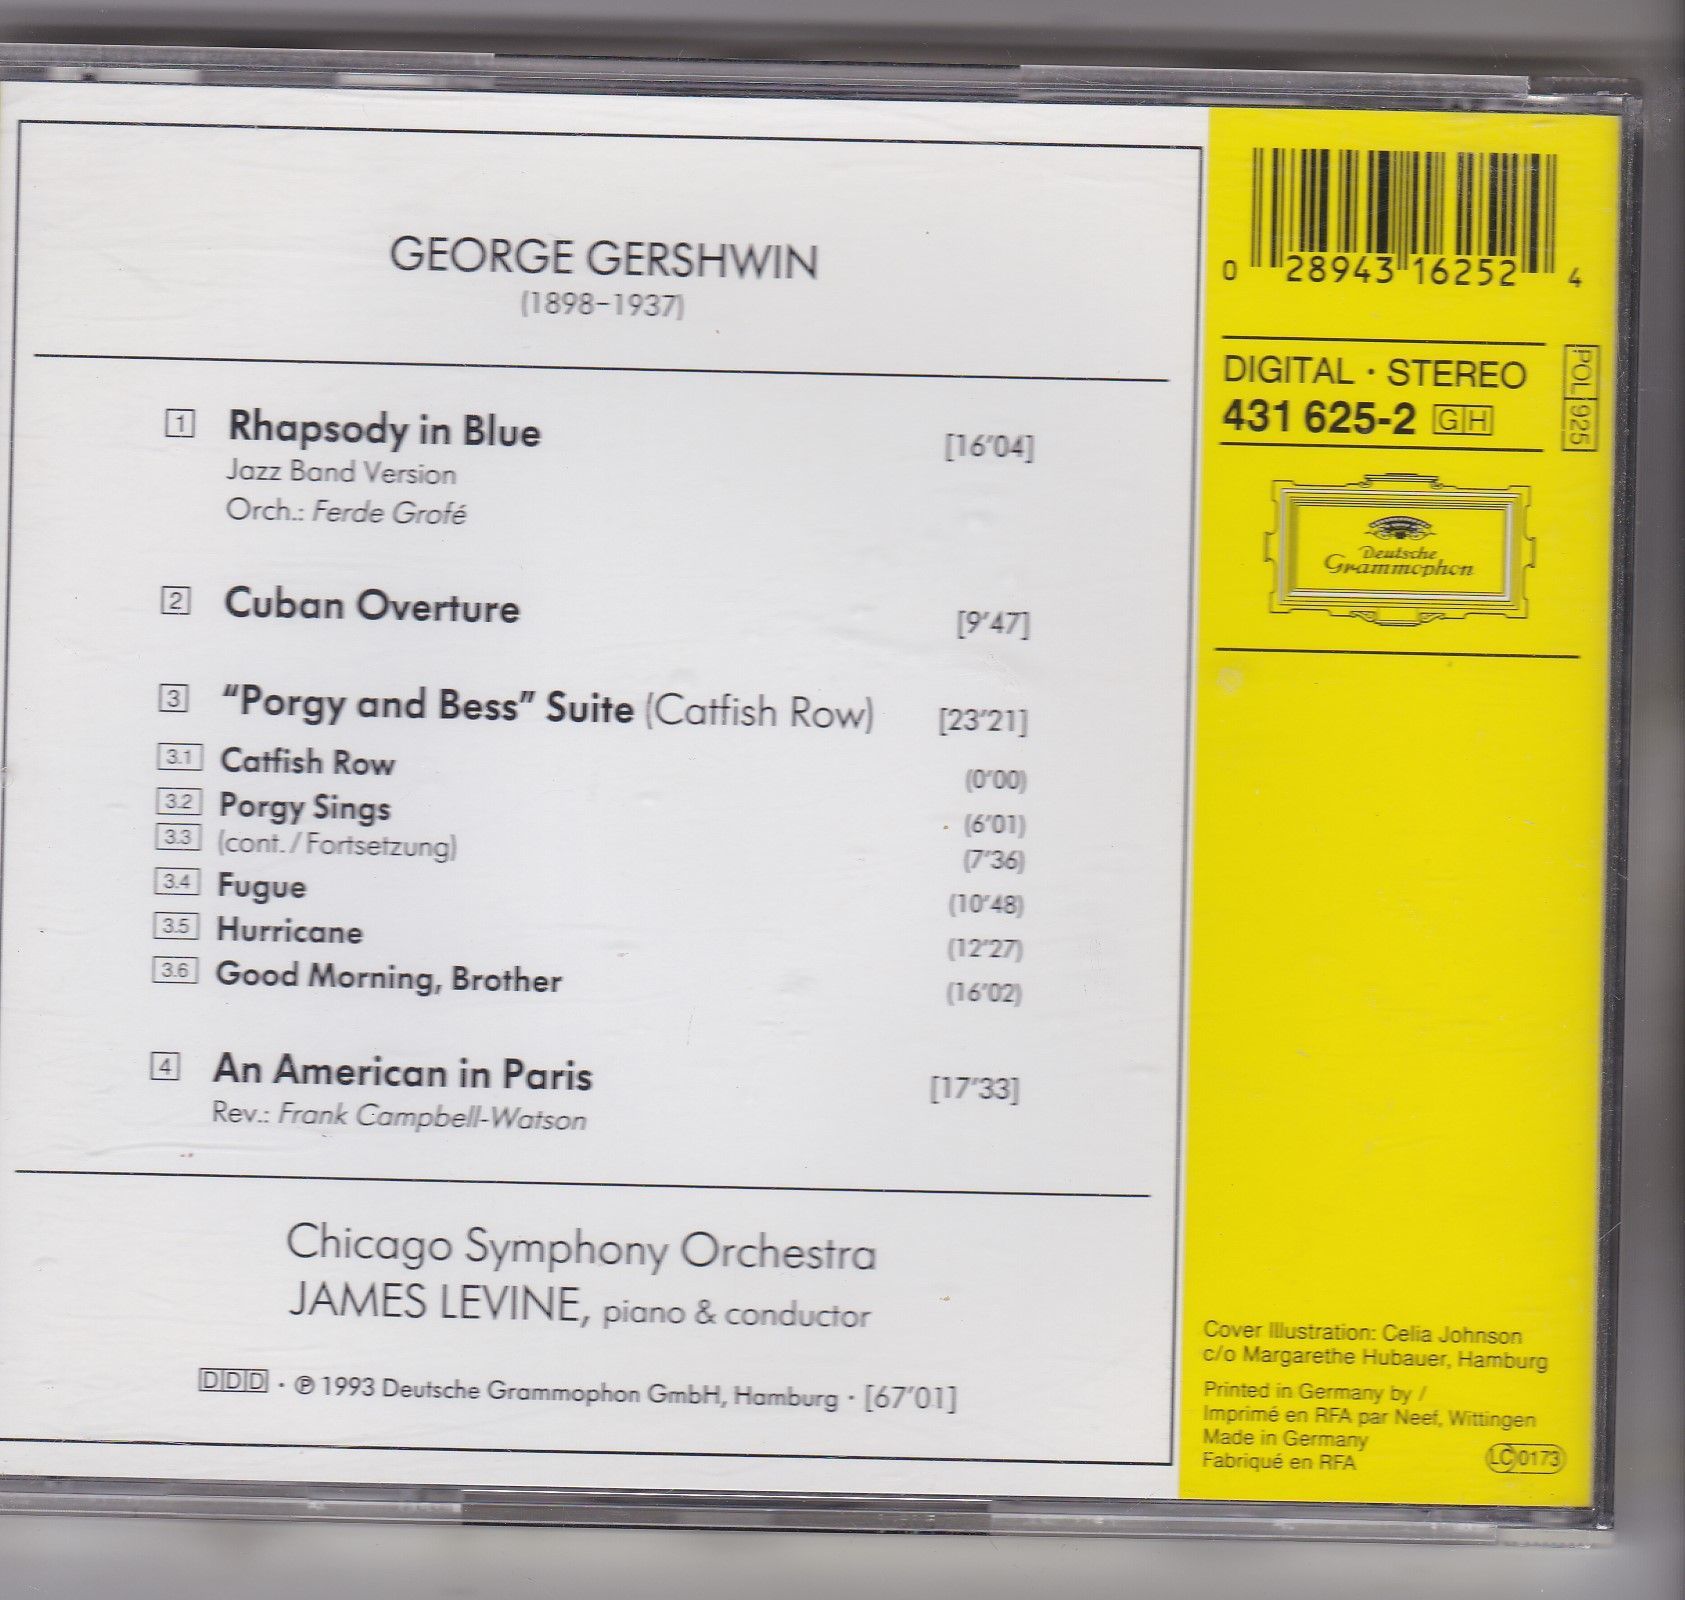 GEORGE GERSHWIN
(1898–1937)
1 Rhapsody in Blue [16'04]
Jazz Band Version
Orch.: Ferde Grofé
2 Cuban Overture [9'47]
3 “Porgy and Bess” Suite (Catfish Row) [23'21]
3.1 Catfish Row (0'00)
3.2 Porgy Sings (6'01)
3.3 (cont./Fortsetzung) (7'36)
3.4 Fugue (10'48)
3.5 Hurricane (12'27)
3.6 Good Morning, Brother (16'02)
4 An American in Paris [17'33]
Rev.: Frank Campbell-Watson
Chicago Symphony Orchestra
JAMES LEVINE, piano & conductor
DDD · ℗ 1993 Deutsche Grammophon GmbH, Hamburg · [67'01]
0 28943 16252 4
DIGITAL · STEREO
431 625-2 GH
POL 925
Deutsche
Grammophon
Cover Illustration: Celia Johnson
c/o Margarethe Hubauer, Hamburg
Printed in Germany by /
Imprimé en RFA par Neef, Wittingen
Made in Germany
Fabriqué en RFA
LC 0173